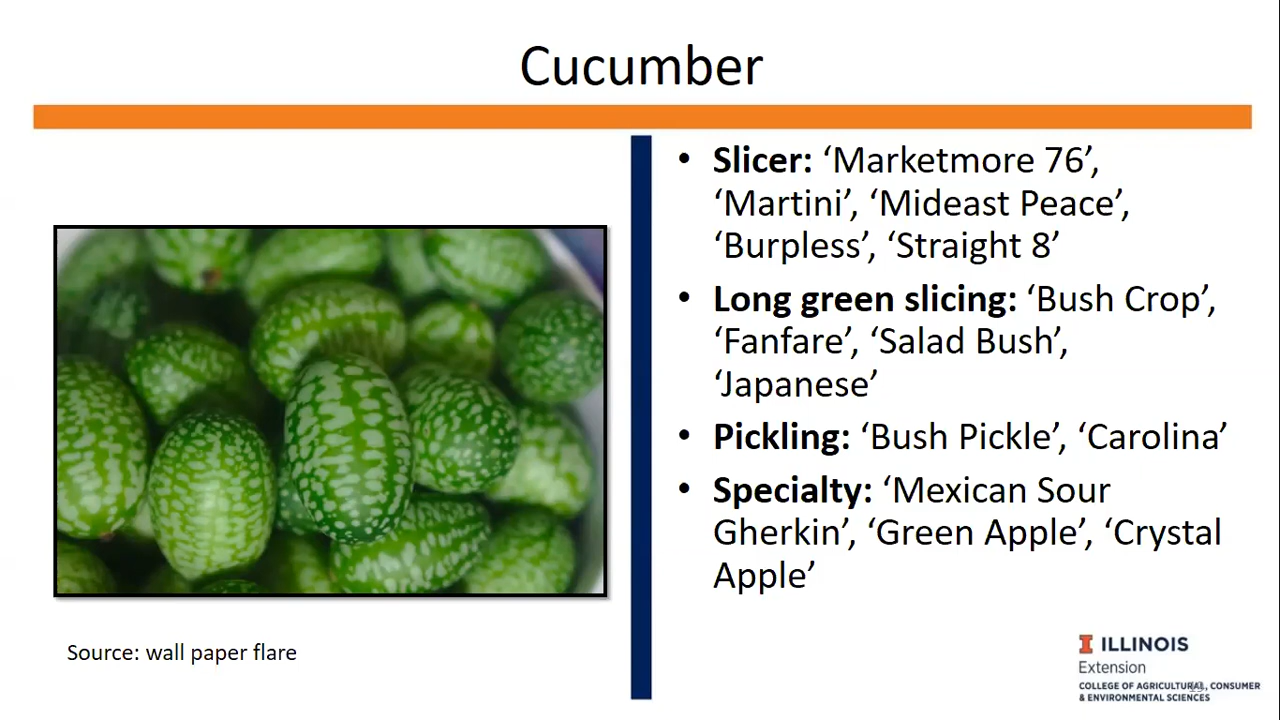 Cucumber
• Slicer: ‘Marketmore 76’,
‘Martini’, ‘Mideast Peace’,
‘Burpless’, ‘Straight 8’
• Long green slicing: ‘Bush Crop’,
‘Fanfare’, ‘Salad Bush’,
‘Japanese’
• Pickling: ‘Bush Pickle’, ‘Carolina’
• Specialty: ‘Mexican Sour
Gherkin’, ‘Green Apple’, ‘Crystal
Apple’
Source: wall paper flare
I ILLINOIS
Extension
COLLEGE OF AGRICULTURAL, CONSUMER
& ENVIRONMENTAL SCIENCES